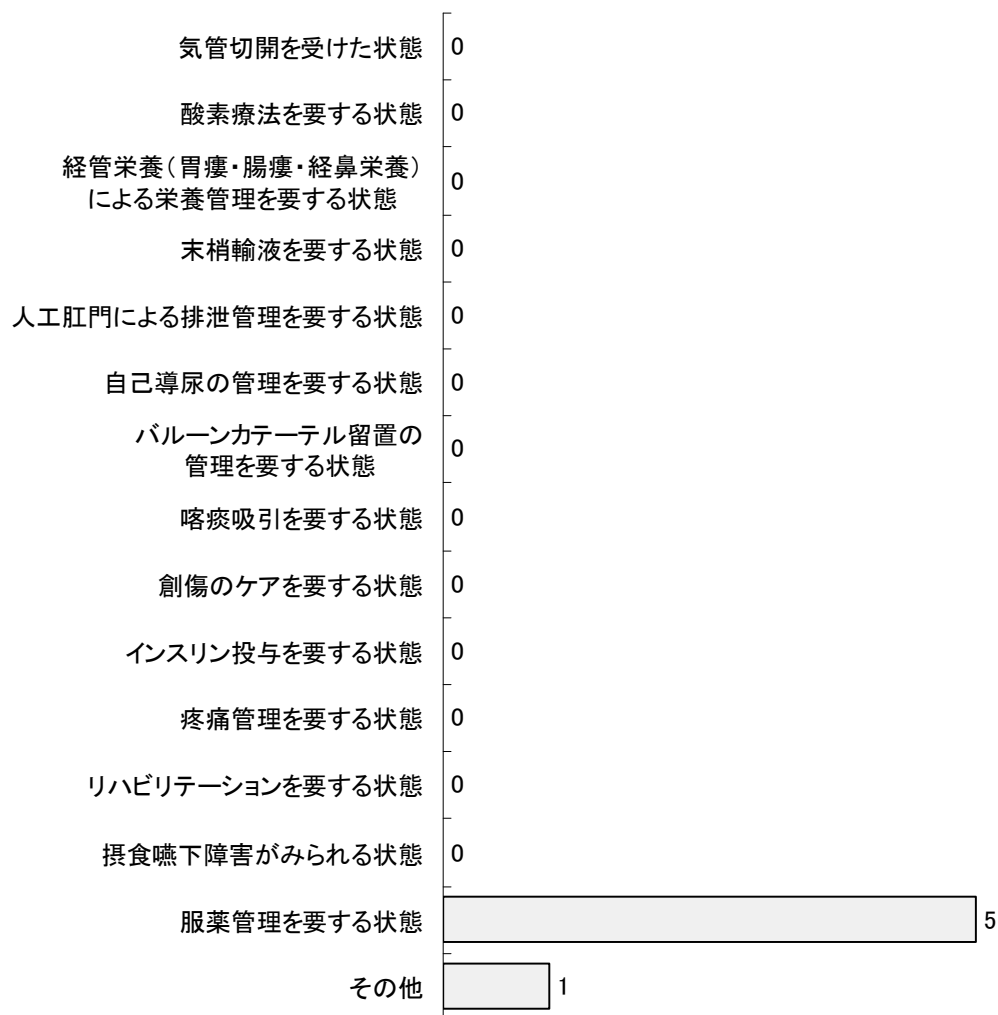 気管切開を受けた状態 0
酸素療法を要する状態 0
経管栄養(胃瘻・腸瘻・経鼻栄養)
による栄養管理を要する状態 0
末梢輸液を要する状態 0
人工肛門による排泄管理を要する状態 0
自己導尿の管理を要する状態 0
バルーンカテーテル留置の
管理を要する状態 0
喀痰吸引を要する状態 0
創傷のケアを要する状態 0
インスリン投与を要する状態 0
疼痛管理を要する状態 0
リハビリテーションを要する状態 0
摂食嚥下障害がみられる状態 0
服薬管理を要する状態 5
その他 1